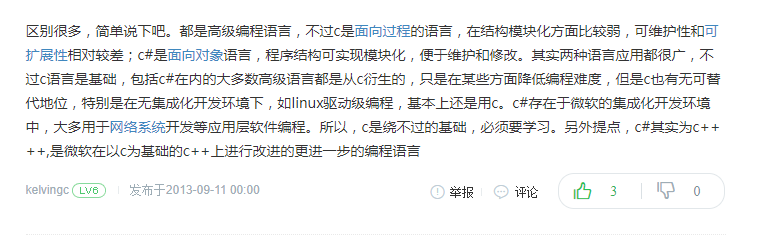 区别很多，简单说下吧。都是高级编程语言，不过c是面向过程的语言，在结构模块化方面比较弱，可维护性和可
扩展性相对较差；c#是面向对象语言，程序结构可实现模块化，便于维护和修改。其实两种语言应用都很广，不
过c语言是基础，包括c#在内的大多数高级语言都是从c衍生的，只是在某些方面降低编程难度，但是c也有无可替
代地位，特别是在无集成化开发环境下，如linux驱动级编程，基本上还是用c。c#存在于微软的集成化开发环境
中，大多用于网络系统开发等应用层软件编程。所以，c是绕不过的基础，必须要学习。另外提点，c#其实为c++
++,是微软在以c为基础的c++上进行改进的更进一步的编程语言
kelvingc LV6 发布于2013-09-11 00:00 举报 评论 3 0